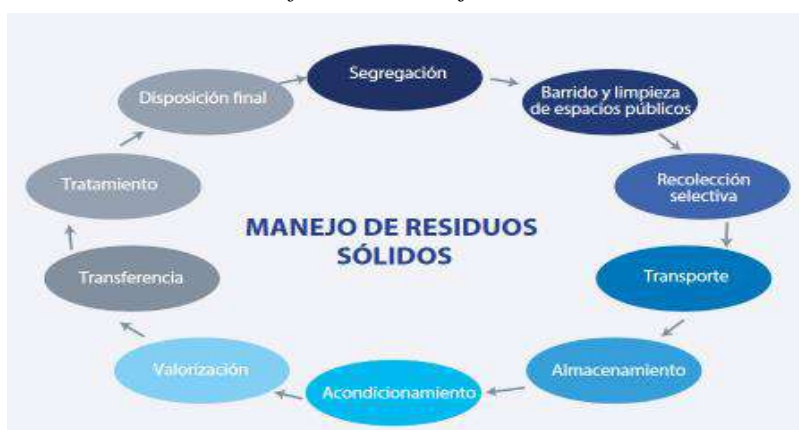 Segregación
Barrido y limpieza
de espacios públicos
Recolección
selectiva
Transporte
Almacenamiento
Acondicionamiento
Valorización
Transferencia
Tratamiento
Disposición final
MANEJO DE RESIDUOS
SÓLIDOS